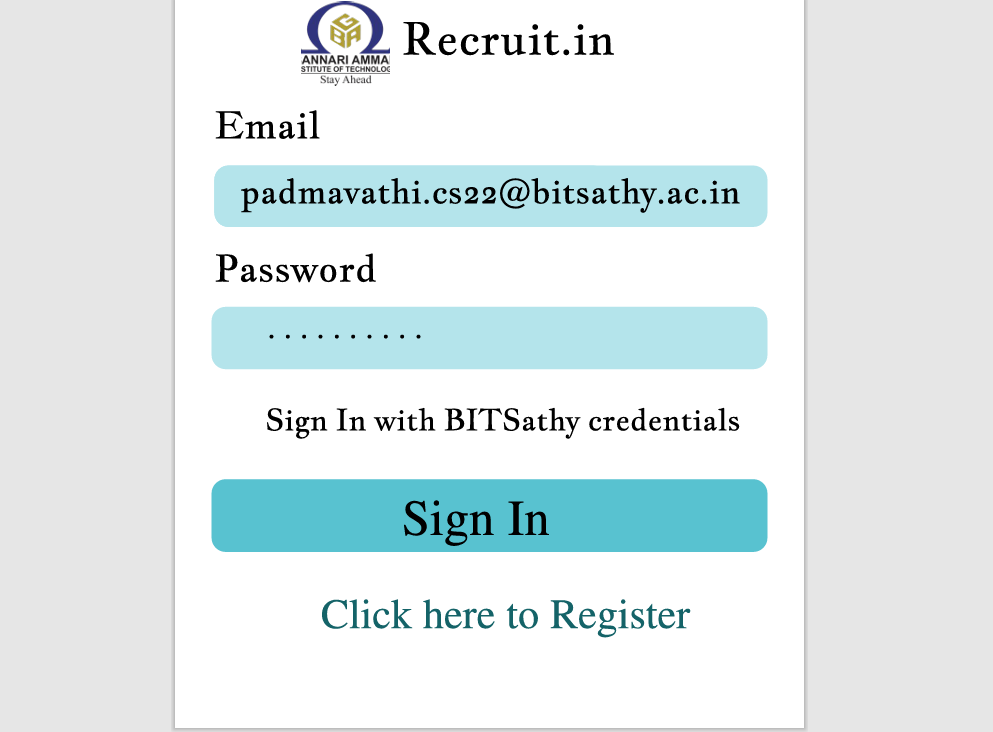 Recruit.in
ANNARI AMMA
STITUTE OF TECHNOLOG
Stay Ahead
Email
padmavathi.cs22@bitsathy.ac.in
Password
..........
Sign In with BITSathy credentials
Sign In
Click here to Register